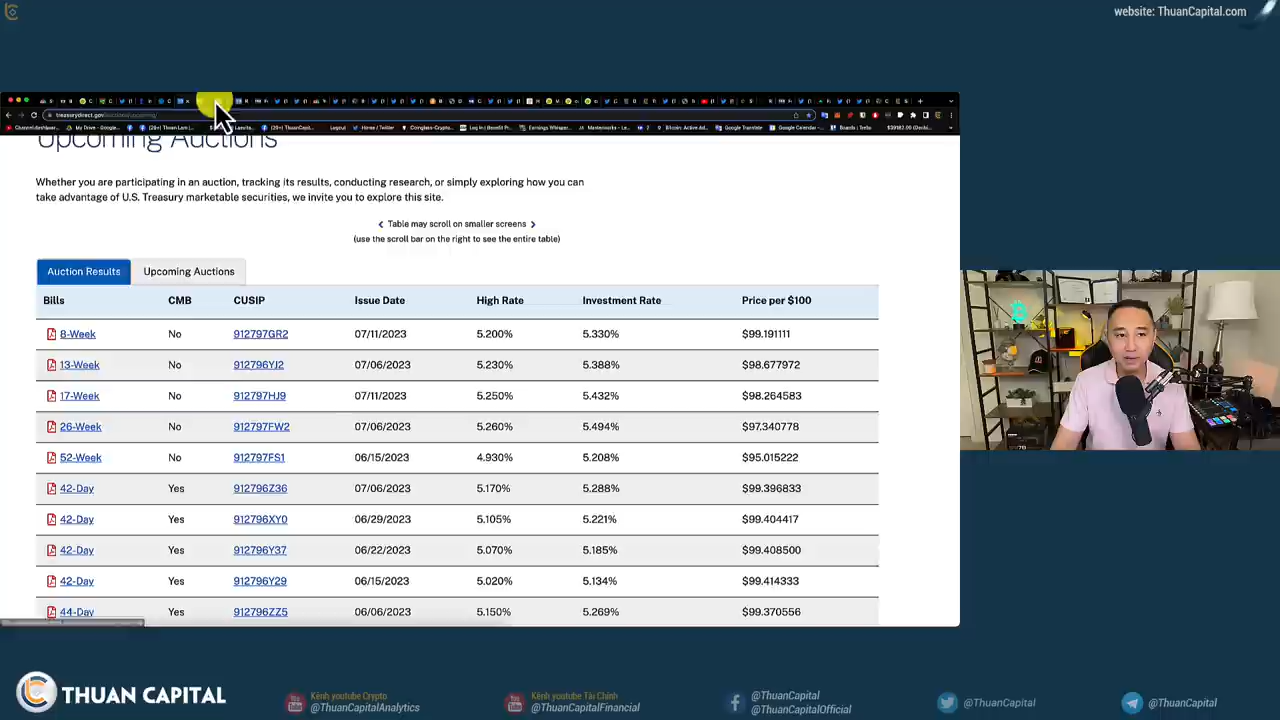 website: ThuanCapital.com
Upcoming Auctions
Whether you are participating in an auction, tracking its results, conducting research, or simply exploring how you can
take advantage of U.S. Treasury marketable securities, we invite you to explore this site.
Table may scroll on smaller screens
(use the scroll bar on the right to see the entire table)
Auction Results Upcoming Auctions
Bills CMB CUSIP Issue Date High Rate Investment Rate Price per $100
8-Week No 912797GR2 07/11/2023 5.200% 5.330% $99.191111
13-Week No 912796YJ2 07/06/2023 5.230% 5.388% $98.677972
17-Week No 912797HJ9 07/11/2023 5.250% 5.432% $98.264583
26-Week No 912797FW2 07/06/2023 5.260% 5.494% $97.340778
52-Week No 912797FS1 06/15/2023 4.930% 5.208% $95.015222
42-Day Yes 912796Z36 07/06/2023 5.170% 5.288% $99.396833
42-Day Yes 912796XY0 06/29/2023 5.105% 5.221% $99.404417
42-Day Yes 912796Y37 06/22/2023 5.070% 5.185% $99.408500
42-Day Yes 912796Y29 06/15/2023 5.020% 5.134% $99.414333
44-Day Yes 912796ZZ5 06/06/2023 5.150% 5.269% $99.370556
THUAN CAPITAL
Kênh youtube Crypto
@ThuanCapitalAnalytics
Kênh youtube Tài Chính
@ThuanCapitalFinancial
@ThuanCapital
@ThuanCapitalOfficial
@ThuanCapital
@ThuanCapital